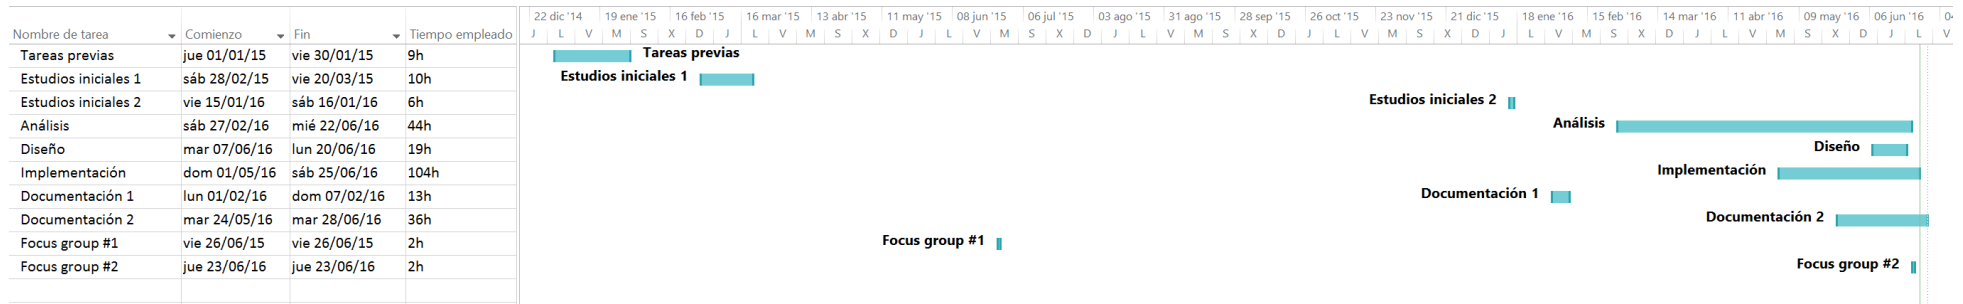 22 dic '14 19 ene '15 16 feb '15 16 mar '15 13 abr '15 11 may '15 08 jun '15 06 jul '15 03 ago '15 31 ago '15 28 sep '15 26 oct '15 23 nov '15 21 dic '15 18 ene '16 15 feb '16 14 mar '16 11 abr '16 09 may '16 06 jun '16
Nombre de tarea Comienzo Fin Tiempo empleado J L V M S X D J L V M S X D J L V M S X D J L V M S X D J L V M S X D J L V M S X D J L V M S X D J L V
Tareas previas jue 01/01/15 vie 30/01/15 9h Tareas previas
Estudios iniciales 1 sáb 28/02/15 vie 20/03/15 10h Estudios iniciales 1
Estudios iniciales 2 vie 15/01/16 sáb 16/01/16 6h Estudios iniciales 2
Análisis sáb 27/02/16 mié 22/06/16 44h Análisis
Diseño mar 07/06/16 lun 20/06/16 19h Diseño
Implementación dom 01/05/16 sáb 25/06/16 104h Implementación
Documentación 1 lun 01/02/16 dom 07/02/16 13h Documentación 1
Documentación 2 mar 24/05/16 mar 28/06/16 36h Documentación 2
Focus group #1 vie 26/06/15 vie 26/06/15 2h Focus group #1
Focus group #2 jue 23/06/16 jue 23/06/16 2h Focus group #2